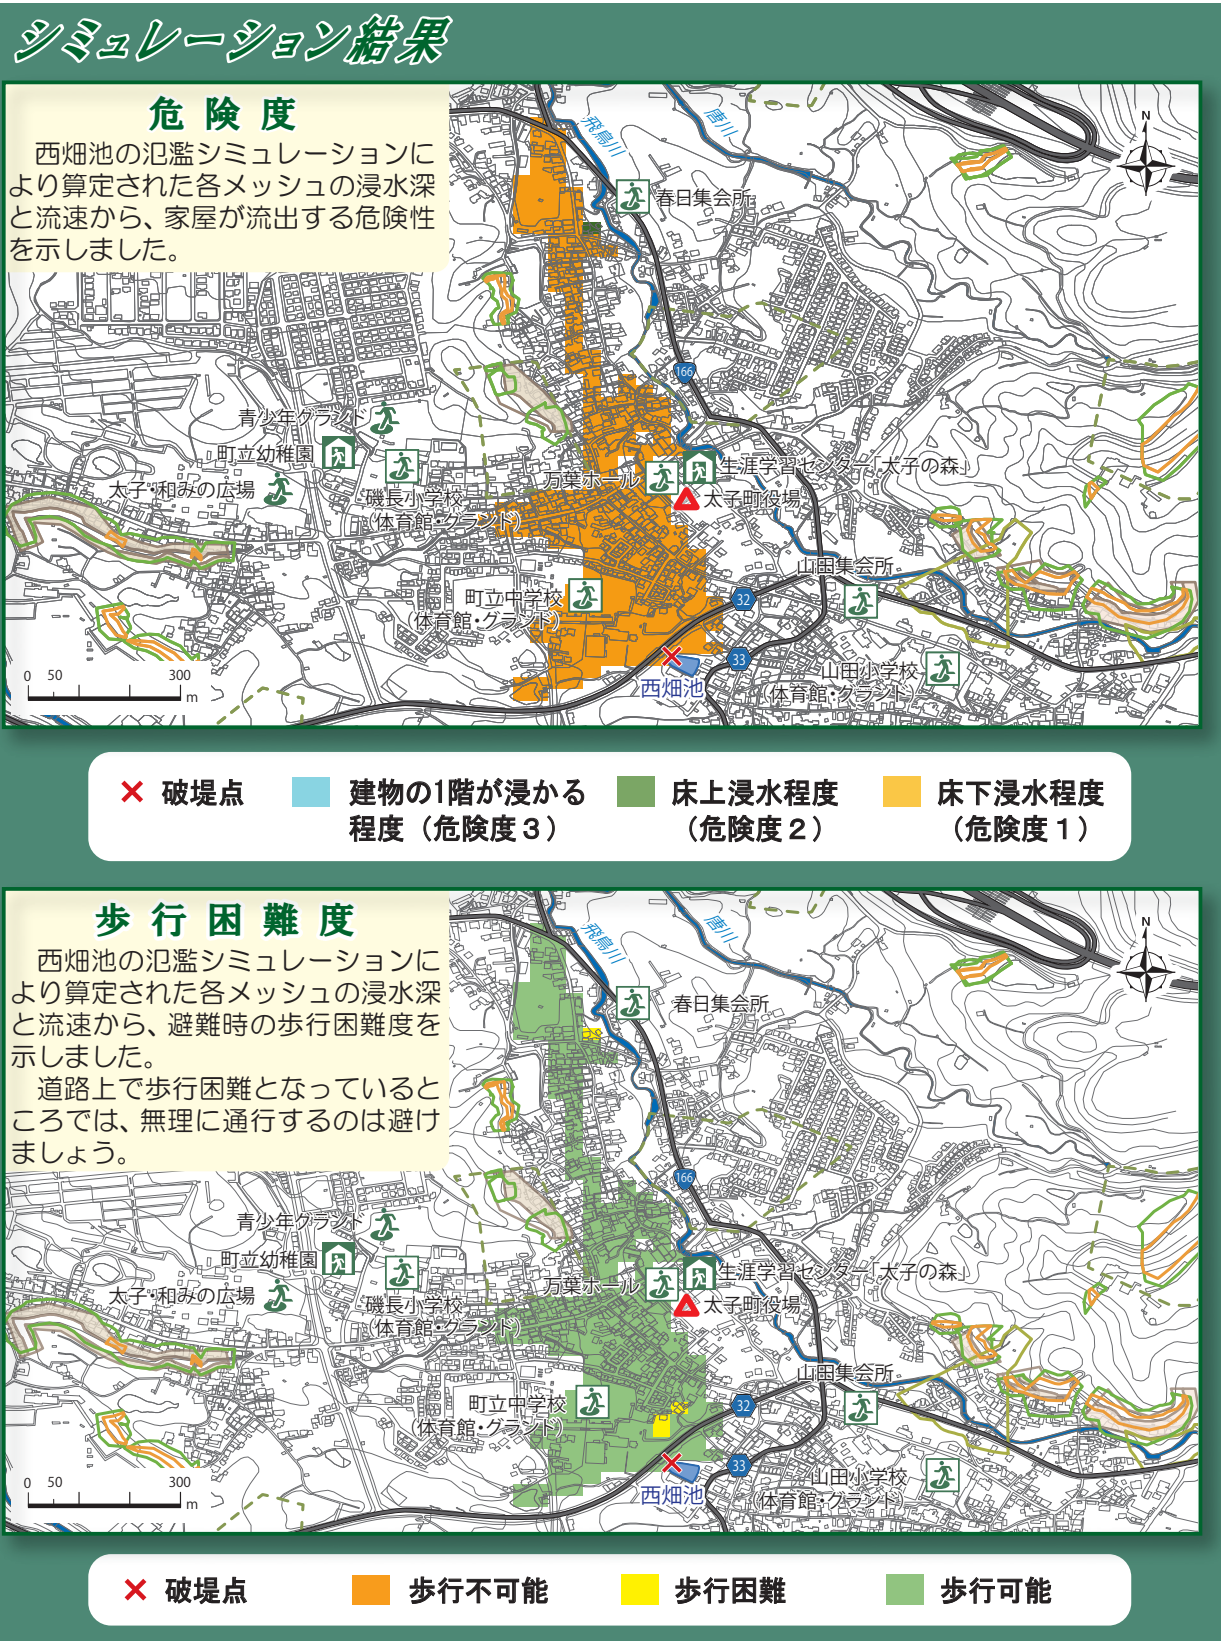 シミュレーション結果
危険度
西畑池の氾濫シミュレーションに
より算定された各メッシュの浸水深
と流速から、家屋が流出する危険性
を示しました。
飛鳥川
唐川
N
春日集会所
166
青少年グランド
町立幼稚園
太子・和みの広場
磯長小学校
(体育館・グランド)
万葉ホール
生涯学習センター「太子の森」
太子町役場
山田集会所
町立中学校
(体育館・グランド)
32
33
山田小学校
(体育館・グランド)
西畑池
0 50 300
m
破堤点
建物の1階が浸かる
程度（危険度３）
床上浸水程度
（危険度２）
床下浸水程度
（危険度１）
歩行困難度
西畑池の氾濫シミュレーションに
より算定された各メッシュの浸水深
と流速から、避難時の歩行困難度を
示しました。
道路上で歩行困難となっていると
ころでは、無理に通行するのは避け
ましょう。
飛鳥川
唐川
N
春日集会所
166
青少年グランド
町立幼稚園
太子・和みの広場
磯長小学校
(体育館・グランド)
万葉ホール
生涯学習センター「太子の森」
太子町役場
山田集会所
町立中学校
(体育館・グランド)
32
33
山田小学校
(体育館・グランド)
西畑池
0 50 300
m
破堤点
歩行不可能
歩行困難
歩行可能